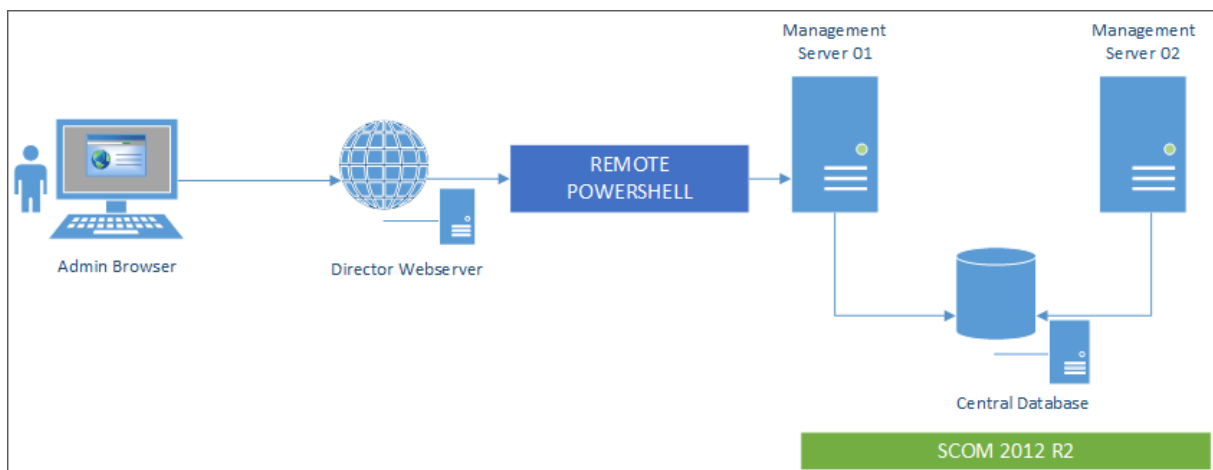 Management
Server 01
Management
Server 02
REMOTE
POWERSHELL
Admin Browser
Director Webserver
Central Database
SCOM 2012 R2